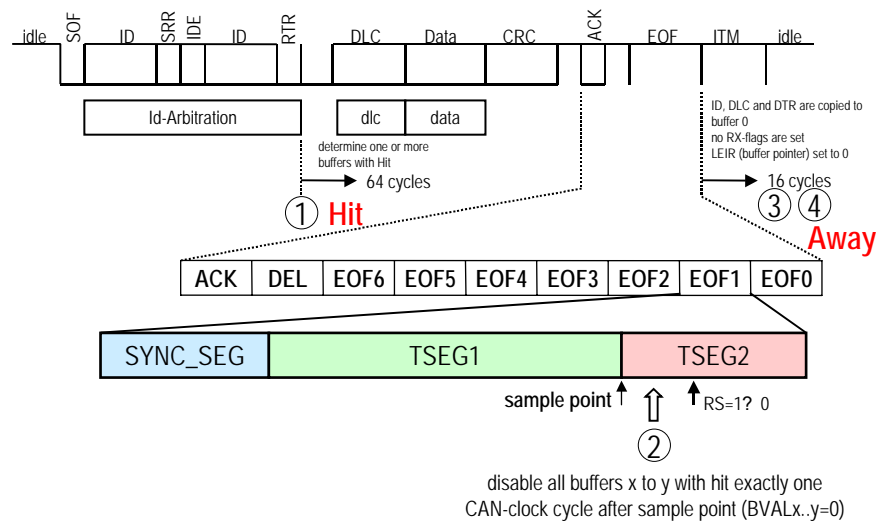 idle SOF ID SRR IDE ID RTR DLC Data CRC ACK EOF ITM idle
Id-Arbitration dlc data
determine one or more
buffers with Hit
64 cycles
① Hit
ID, DLC and DTR are copied to
buffer 0
no RX-flags are set
LEIR (buffer pointer) set to 0
16 cycles
③ ④
Away
ACK DEL EOF6 EOF5 EOF4 EOF3 EOF2 EOF1 EOF0
SYNC_SEG TSEG1 TSEG2
sample point RS=1? 0
②
disable all buffers x to y with hit exactly one
CAN-clock cycle after sample point (BVALx..y=0)